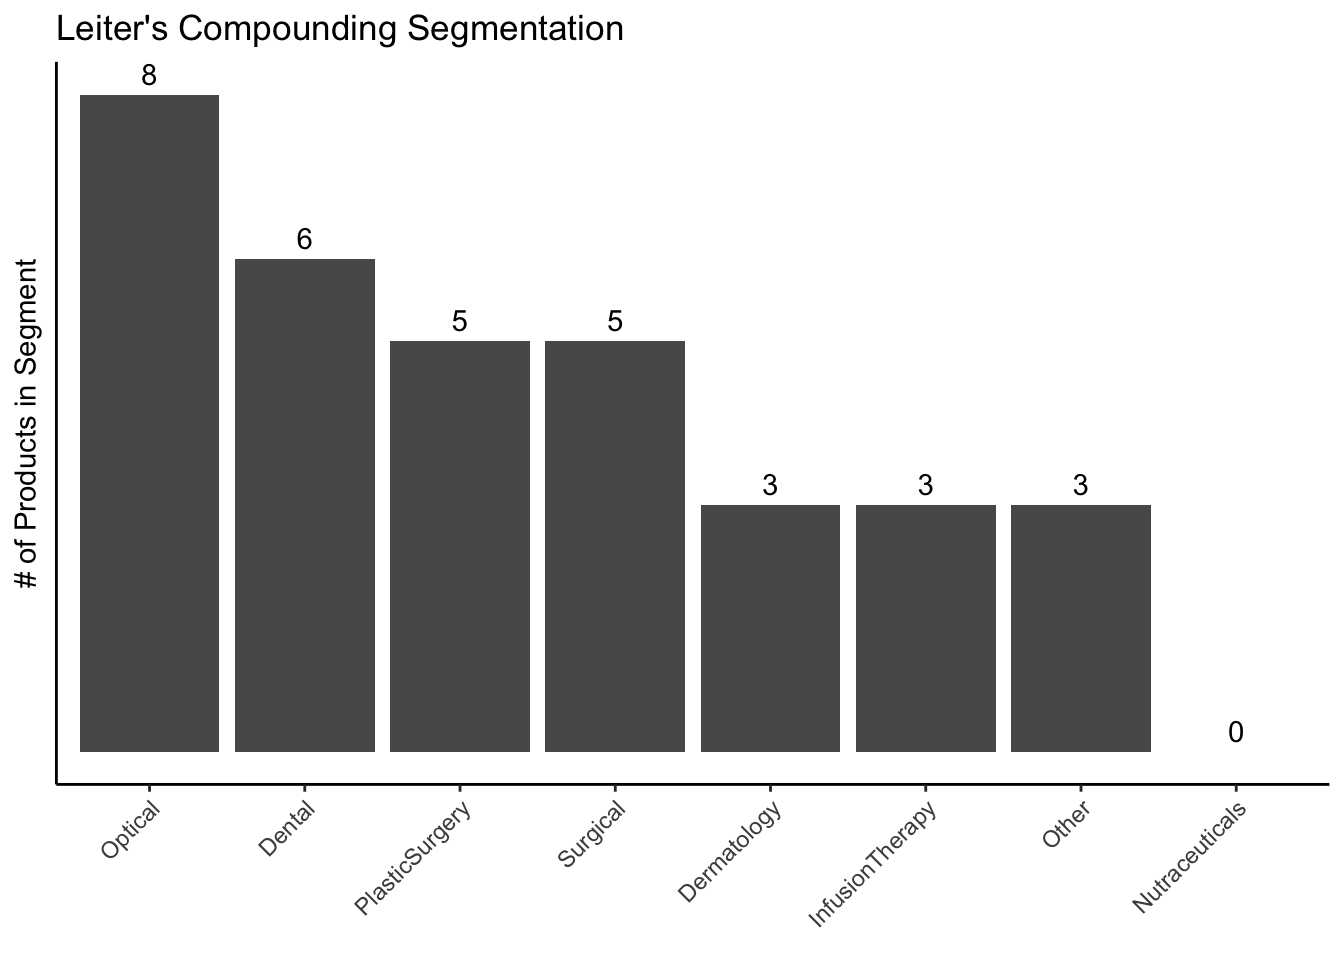 Leiter's Compounding Segmentation
# of Products in Segment
8
6
5
5
3
3
3
0
Optical
Dental
PlasticSurgery
Surgical
Dermatology
InfusionTherapy
Other
Nutraceuticals